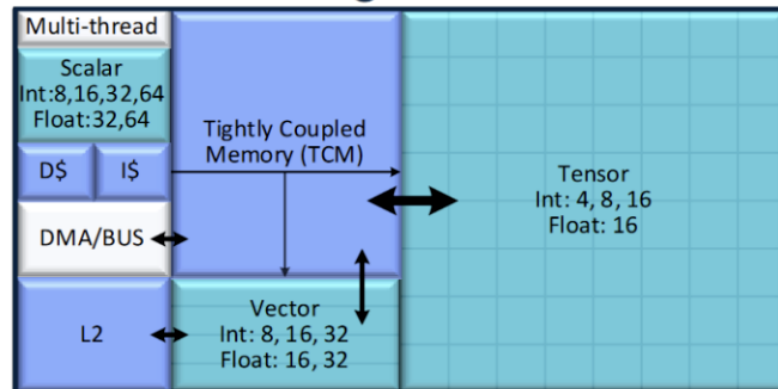 Multi-thread
Scalar
Int:8,16,32,64
Float:32,64
D$
I$
DMA/BUS
L2
Tightly Coupled
Memory (TCM)
Vector
Int: 8, 16, 32
Float: 16, 32
Tensor
Int: 4, 8, 16
Float: 16